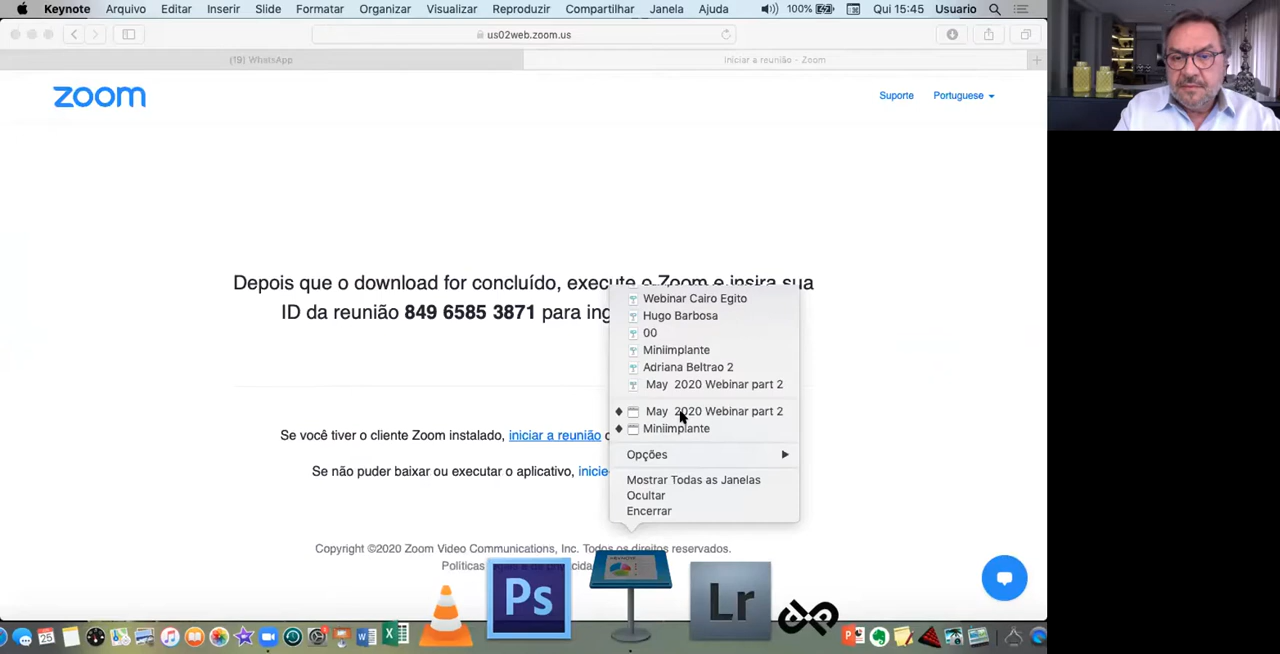 Keynote Arquivo Editar Inserir Slide Formatar Organizar Visualizar Reproduzir Compartilhar Janela Ajuda 100% Qui 15:45 Usuario
us02web.zoom.us
(19) WhatsApp Iniciar a reunião - Zoom
zoom Suporte Portuguese
Depois que o download for concluído, execute o Zoom e insira sua
ID da reunião 849 6585 3871 para
Webinar Cairo Egito
Hugo Barbosa
00
Miniimplante
Adriana Beltrao 2
May 2020 Webinar part 2
May 2020 Webinar part 2
Miniimplante
Opções
Mostrar Todas as Janelas
Ocultar
Encerrar
Se você tiver o cliente Zoom instalado, iniciar a reunião
Se não puder baixar ou executar o aplicativo,
Copyright ©2020 Zoom Video Communications, Inc. Todos os direitos reservados.
Ps
Lr
25